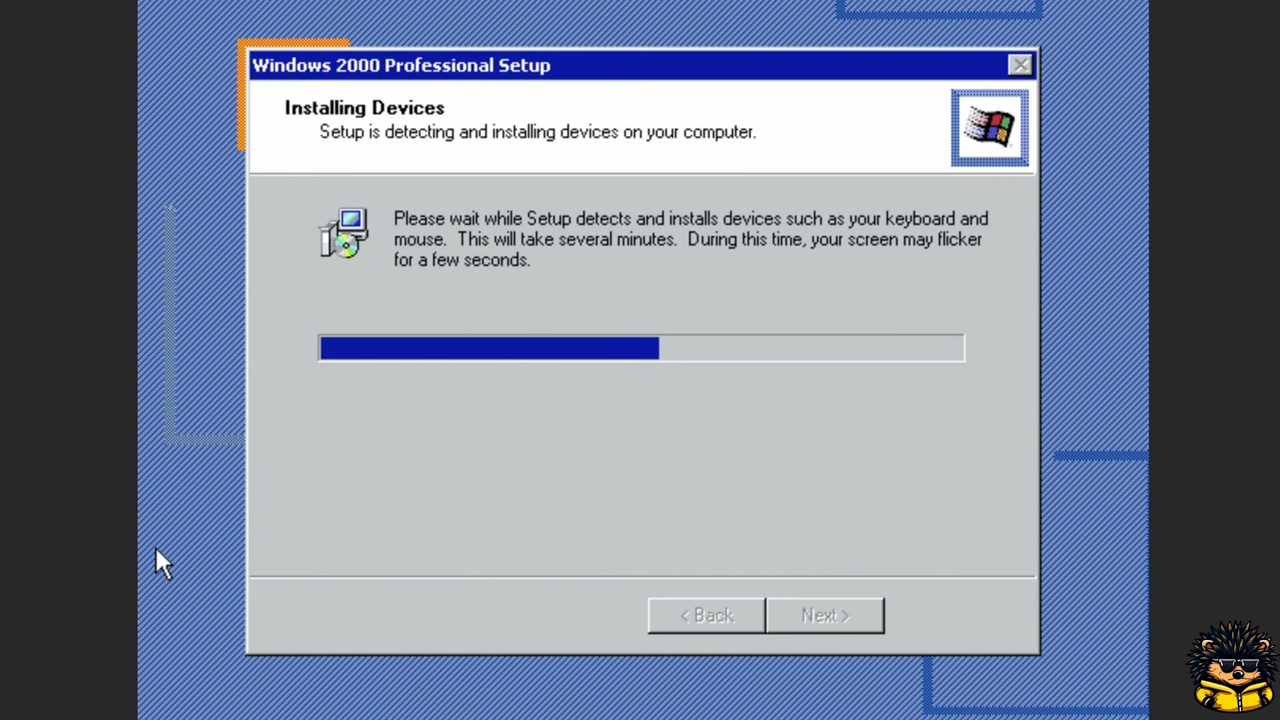 Windows 2000 Professional Setup
Installing Devices
Setup is detecting and installing devices on your computer.
Please wait while Setup detects and installs devices such as your keyboard and
mouse.  This will take several minutes.  During this time, your screen may flicker
for a few seconds.
< Back
Next >